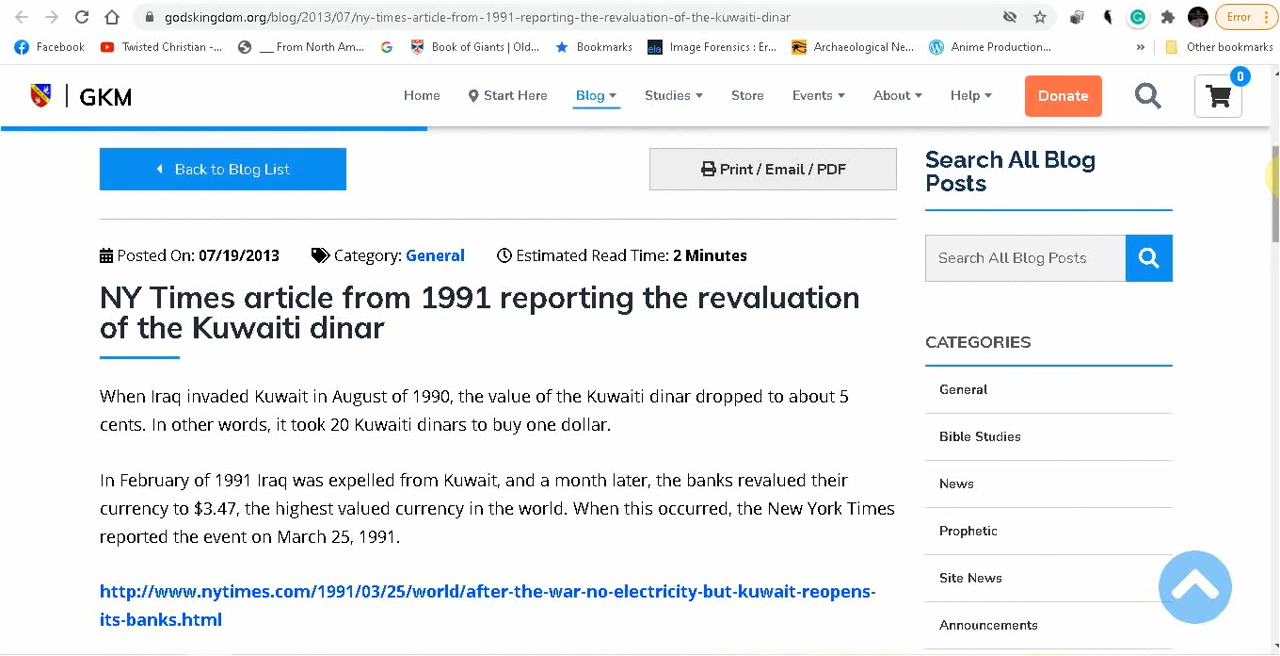 godskingdom.org/blog/2013/07/ny-times-article-from-1991-reporting-the-revaluation-of-the-kuwaiti-dinar
Error
Facebook
Twisted Christian -...
__ From North Am...
Book of Giants | Old...
Bookmarks
ela
Image Forensics : Er...
Archaeological Ne...
Anime Production...
»
Other bookmarks
GKM
Home
Start Here
Blog
Studies
Store
Events
About
Help
Donate
0
Back to Blog List
Print / Email / PDF
Search All Blog
Posts
Posted On: 07/19/2013
Category: General
Estimated Read Time: 2 Minutes
Search All Blog Posts
NY Times article from 1991 reporting the revaluation
of the Kuwaiti dinar
When Iraq invaded Kuwait in August of 1990, the value of the Kuwaiti dinar dropped to about 5
cents. In other words, it took 20 Kuwaiti dinars to buy one dollar.
In February of 1991 Iraq was expelled from Kuwait, and a month later, the banks revalued their
currency to $3.47, the highest valued currency in the world. When this occurred, the New York Times
reported the event on March 25, 1991.
http://www.nytimes.com/1991/03/25/world/after-the-war-no-electricity-but-kuwait-reopens-
its-banks.html
CATEGORIES
General
Bible Studies
News
Prophetic
Site News
Announcements